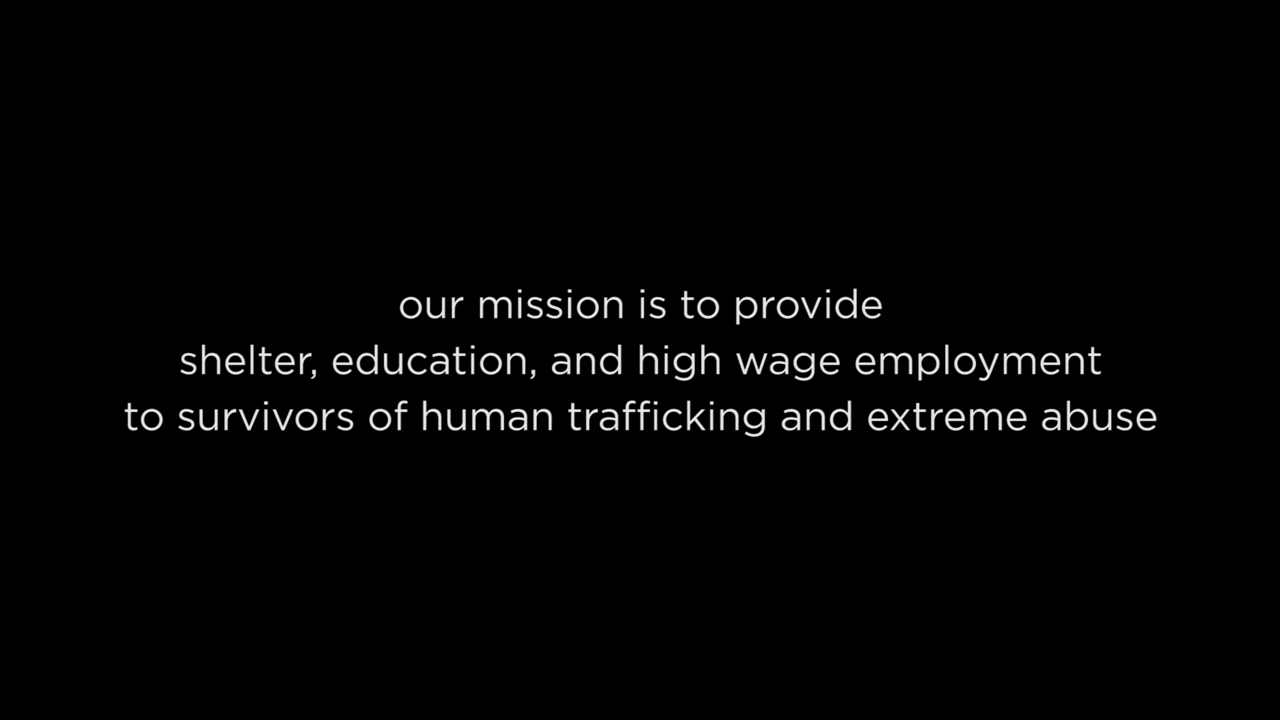 our mission is to provide
shelter, education, and high wage employment
to survivors of human trafficking and extreme abuse